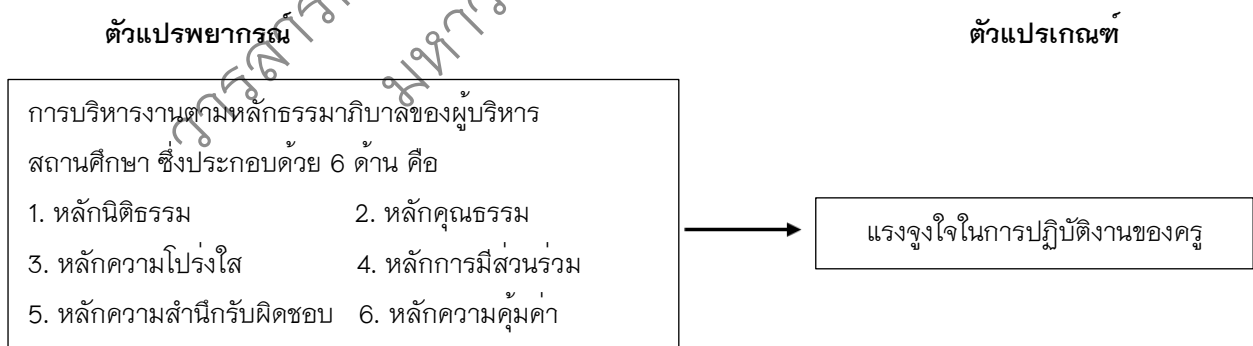 ตัวแปรพยากรณ์ ตัวแปรเกณฑ์
การบริหารงานตามหลักธรรมาภิบาลของผู้บริหาร
สถานศึกษา ซึ่งประกอบด้วย 6 ด้าน คือ
1. หลักนิติธรรม 2. หลักคุณธรรม
3. หลักความโปร่งใส 4. หลักการมีส่วนร่วม
5. หลักความสำนึกรับผิดชอบ 6. หลักความคุ้มค่า
แรงจูงใจในการปฏิบัติงานของครู